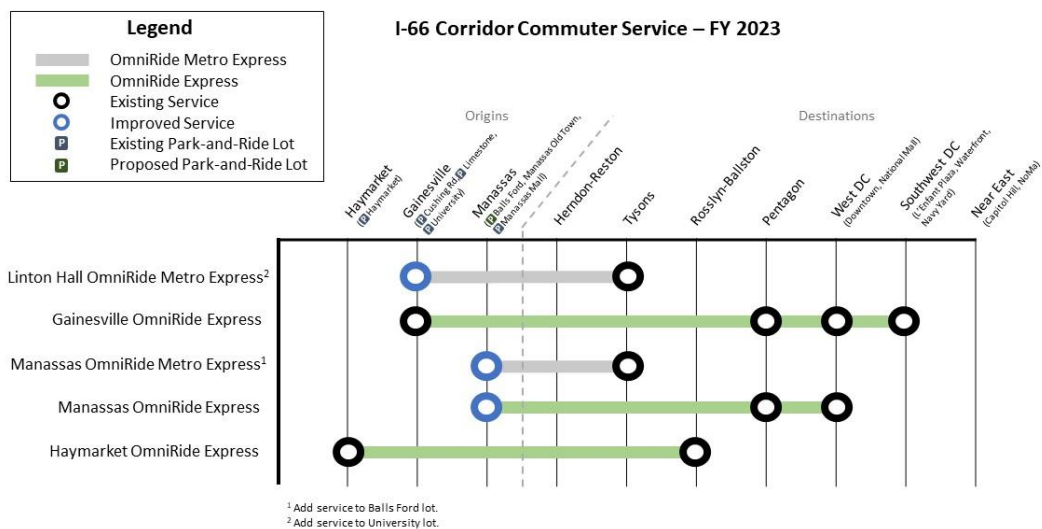 Legend
OmniRide Metro Express
OmniRide Express
Existing Service
Improved Service
P Existing Park-and-Ride Lot
P Proposed Park-and-Ride Lot
I-66 Corridor Commuter Service – FY 2023
Origins
Destinations
Haymarket
(P Haymarket)
Gainesville
(P Cushing Rd, P Limestone,
P University)
Manassas
(P Balls Ford, Manassas Old Town,
P Manassas Mall)
Herndon-Reston
Tysons
Rosslyn-Ballston
Pentagon
West DC
(Downtown, National Mall)
Southwest DC
(L'Enfant Plaza, Waterfront,
Navy Yard)
Near East
(Capitol Hill, NoMa)
Linton Hall OmniRide Metro Express²
Gainesville OmniRide Express
Manassas OmniRide Metro Express¹
Manassas OmniRide Express
Haymarket OmniRide Express
¹ Add service to Balls Ford lot.
² Add service to University lot.